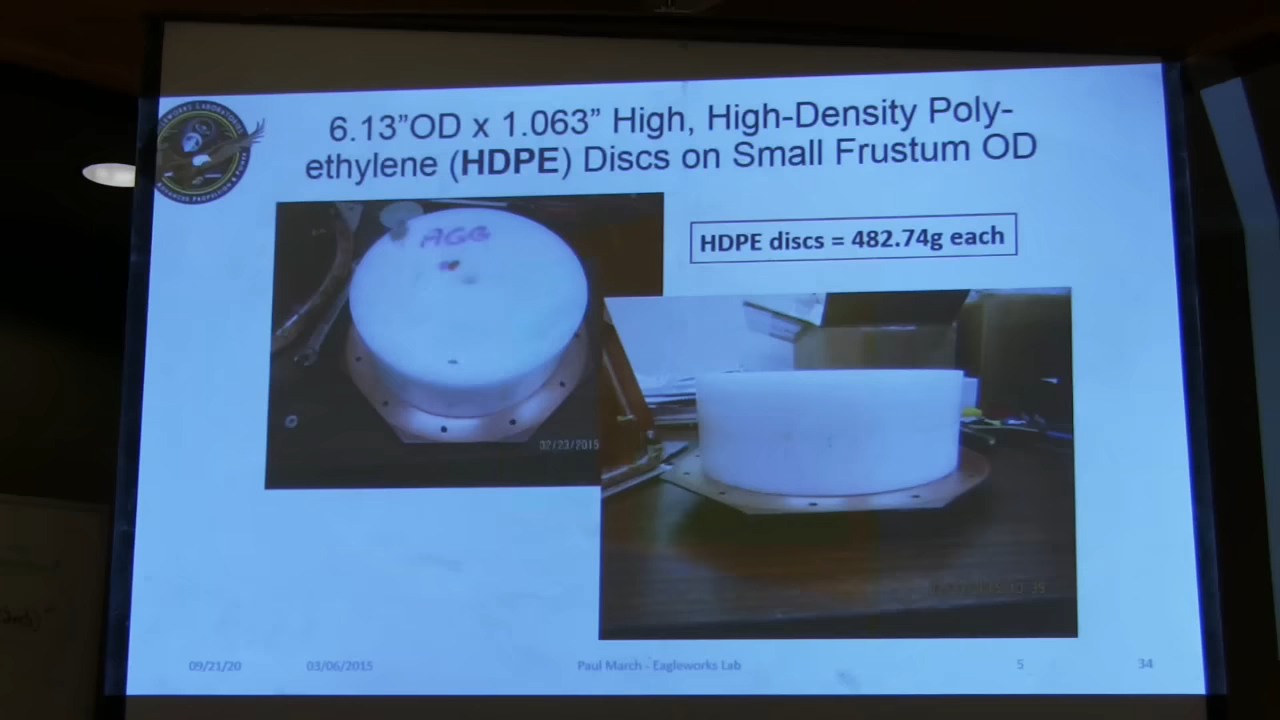 6.13”OD x 1.063” High, High-Density Poly-
ethylene (HDPE) Discs on Small Frustum OD
HDPE discs = 482.74g each
AGG
02/23/2015
09/21/20
03/06/2015
Paul March - Eagleworks Lab
5
34